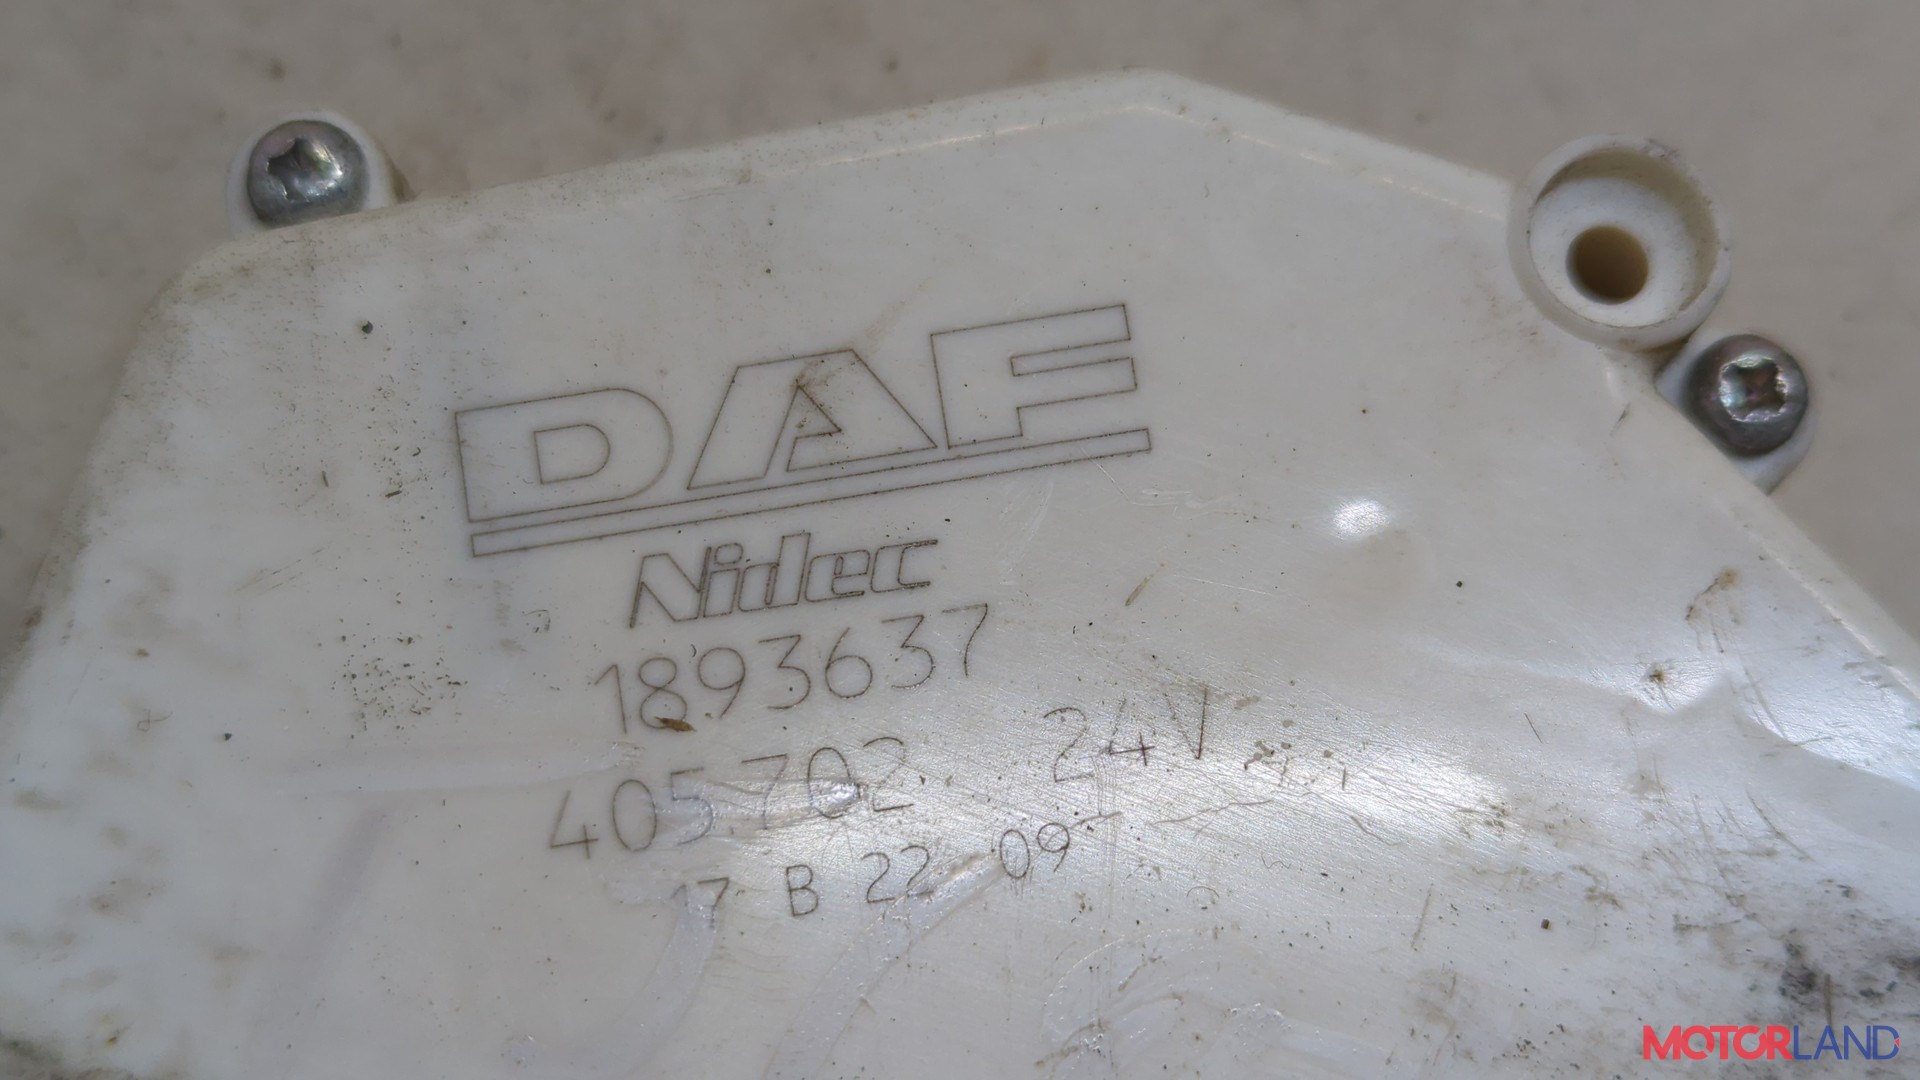 DAF
Nidec
1893637
405702 24V
17 B 22 09
MOTORLAND